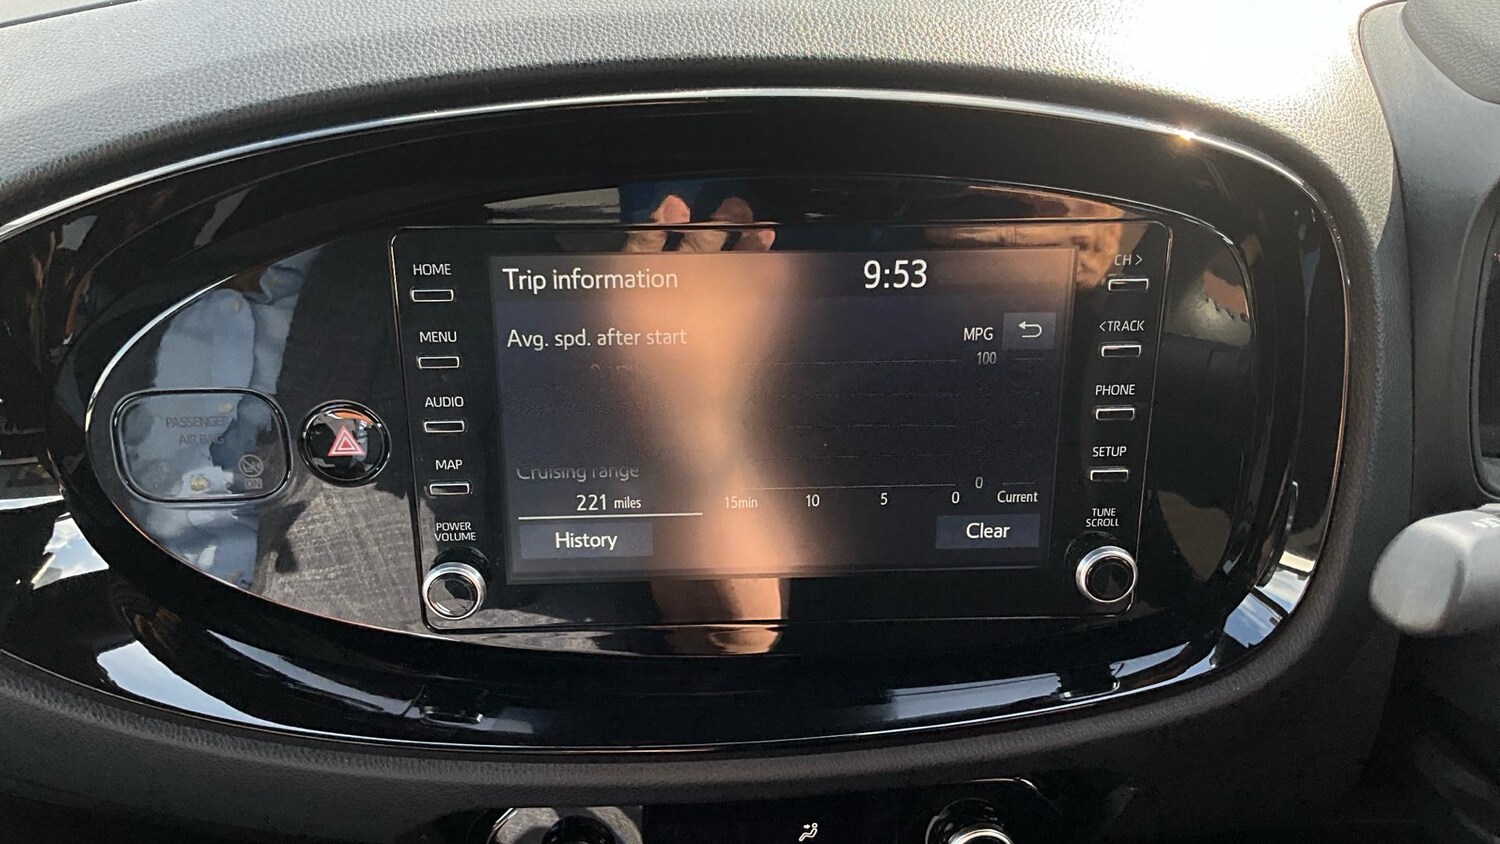 HOME
MENU
AUDIO
MAP
POWER
VOLUME
PASSENGER
AIR BAG
Trip information
9:53
Avg. spd. after start
MPG
100
Cruising range
221 miles
0
15min 10 5 0 Current
History
Clear
CH >
< TRACK
PHONE
SETUP
TUNE
SCROLL